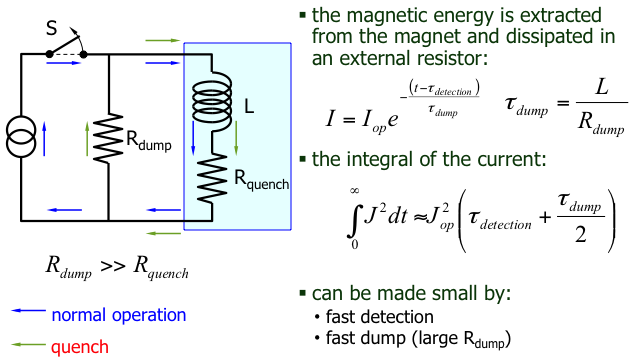 S
L
R_dump
R_quench
R_dump >> R_quench
normal operation
quench
▪ the magnetic energy is extracted
from the magnet and dissipated in
an external resistor:
I = I_op e^{-(t-τ_detection)/τ_dump}   τ_dump = L/R_dump
▪ the integral of the current:
∫_0^∞ J^2 dt ≈ J_op^2 (τ_detection + τ_dump/2)
▪ can be made small by:
• fast detection
• fast dump (large R_dump)